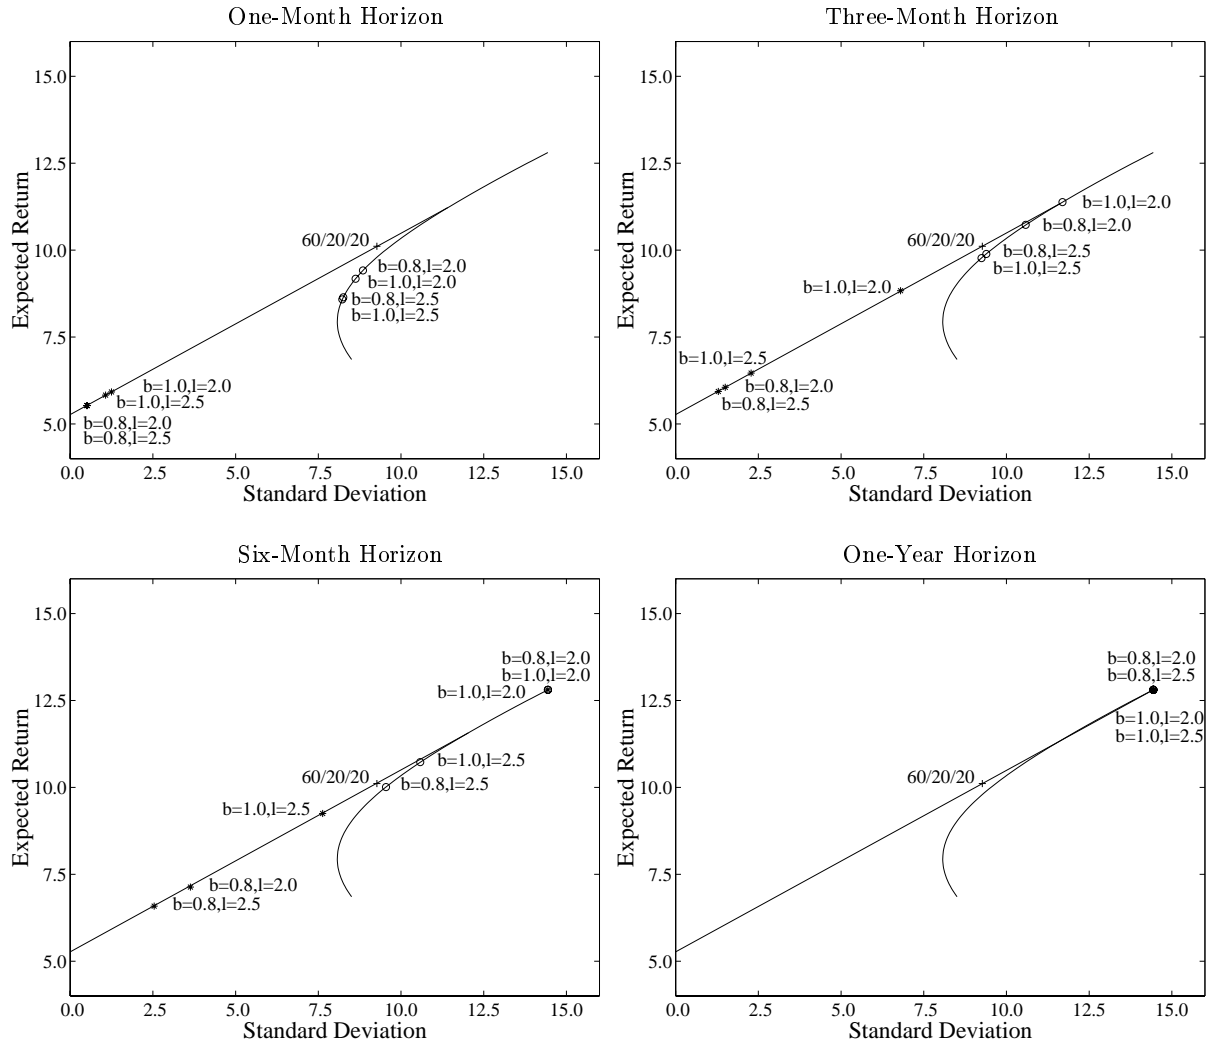 One-Month Horizon
15.0
12.5
10.0
7.5
5.0
Expected Return
60/20/20
b=0.8,l=2.0
b=1.0,l=2.0
b=0.8,l=2.5
b=1.0,l=2.5
b=1.0,l=2.0
b=1.0,l=2.5
b=0.8,l=2.0
b=0.8,l=2.5
0.0 2.5 5.0 7.5 10.0 12.5 15.0
Standard Deviation
Three-Month Horizon
15.0
12.5
10.0
7.5
5.0
Expected Return
b=1.0,l=2.0
b=0.8,l=2.0
60/20/20
b=0.8,l=2.5
b=1.0,l=2.5
b=1.0,l=2.0
b=1.0,l=2.5
b=0.8,l=2.0
b=0.8,l=2.5
0.0 2.5 5.0 7.5 10.0 12.5 15.0
Standard Deviation
Six-Month Horizon
15.0
12.5
10.0
7.5
5.0
Expected Return
b=0.8,l=2.0
b=1.0,l=2.0
b=1.0,l=2.0
b=1.0,l=2.5
60/20/20
b=0.8,l=2.5
b=1.0,l=2.5
b=0.8,l=2.0
b=0.8,l=2.5
0.0 2.5 5.0 7.5 10.0 12.5 15.0
Standard Deviation
One-Year Horizon
15.0
12.5
10.0
7.5
5.0
Expected Return
b=0.8,l=2.0
b=0.8,l=2.5
b=1.0,l=2.0
b=1.0,l=2.5
60/20/20
0.0 2.5 5.0 7.5 10.0 12.5 15.0
Standard Deviation